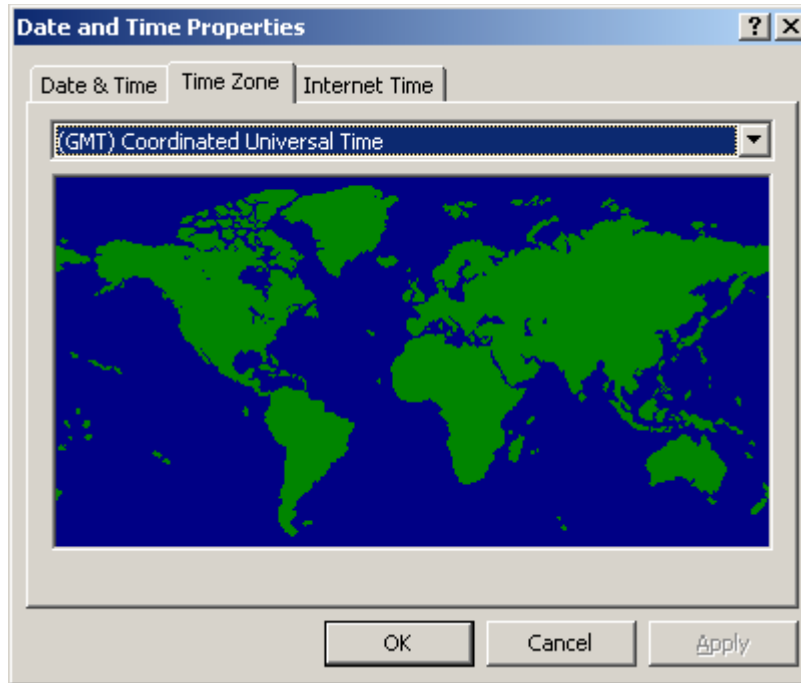 Date and Time Properties
Date & Time Time Zone Internet Time
(GMT) Coordinated Universal Time
OK Cancel Apply